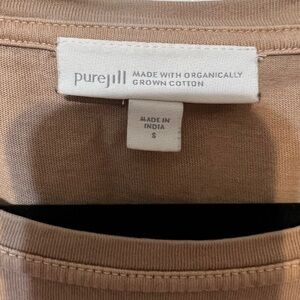 purejill MADE WITH ORGANICALLY
GROWN COTTON
MADE IN
INDIA
S